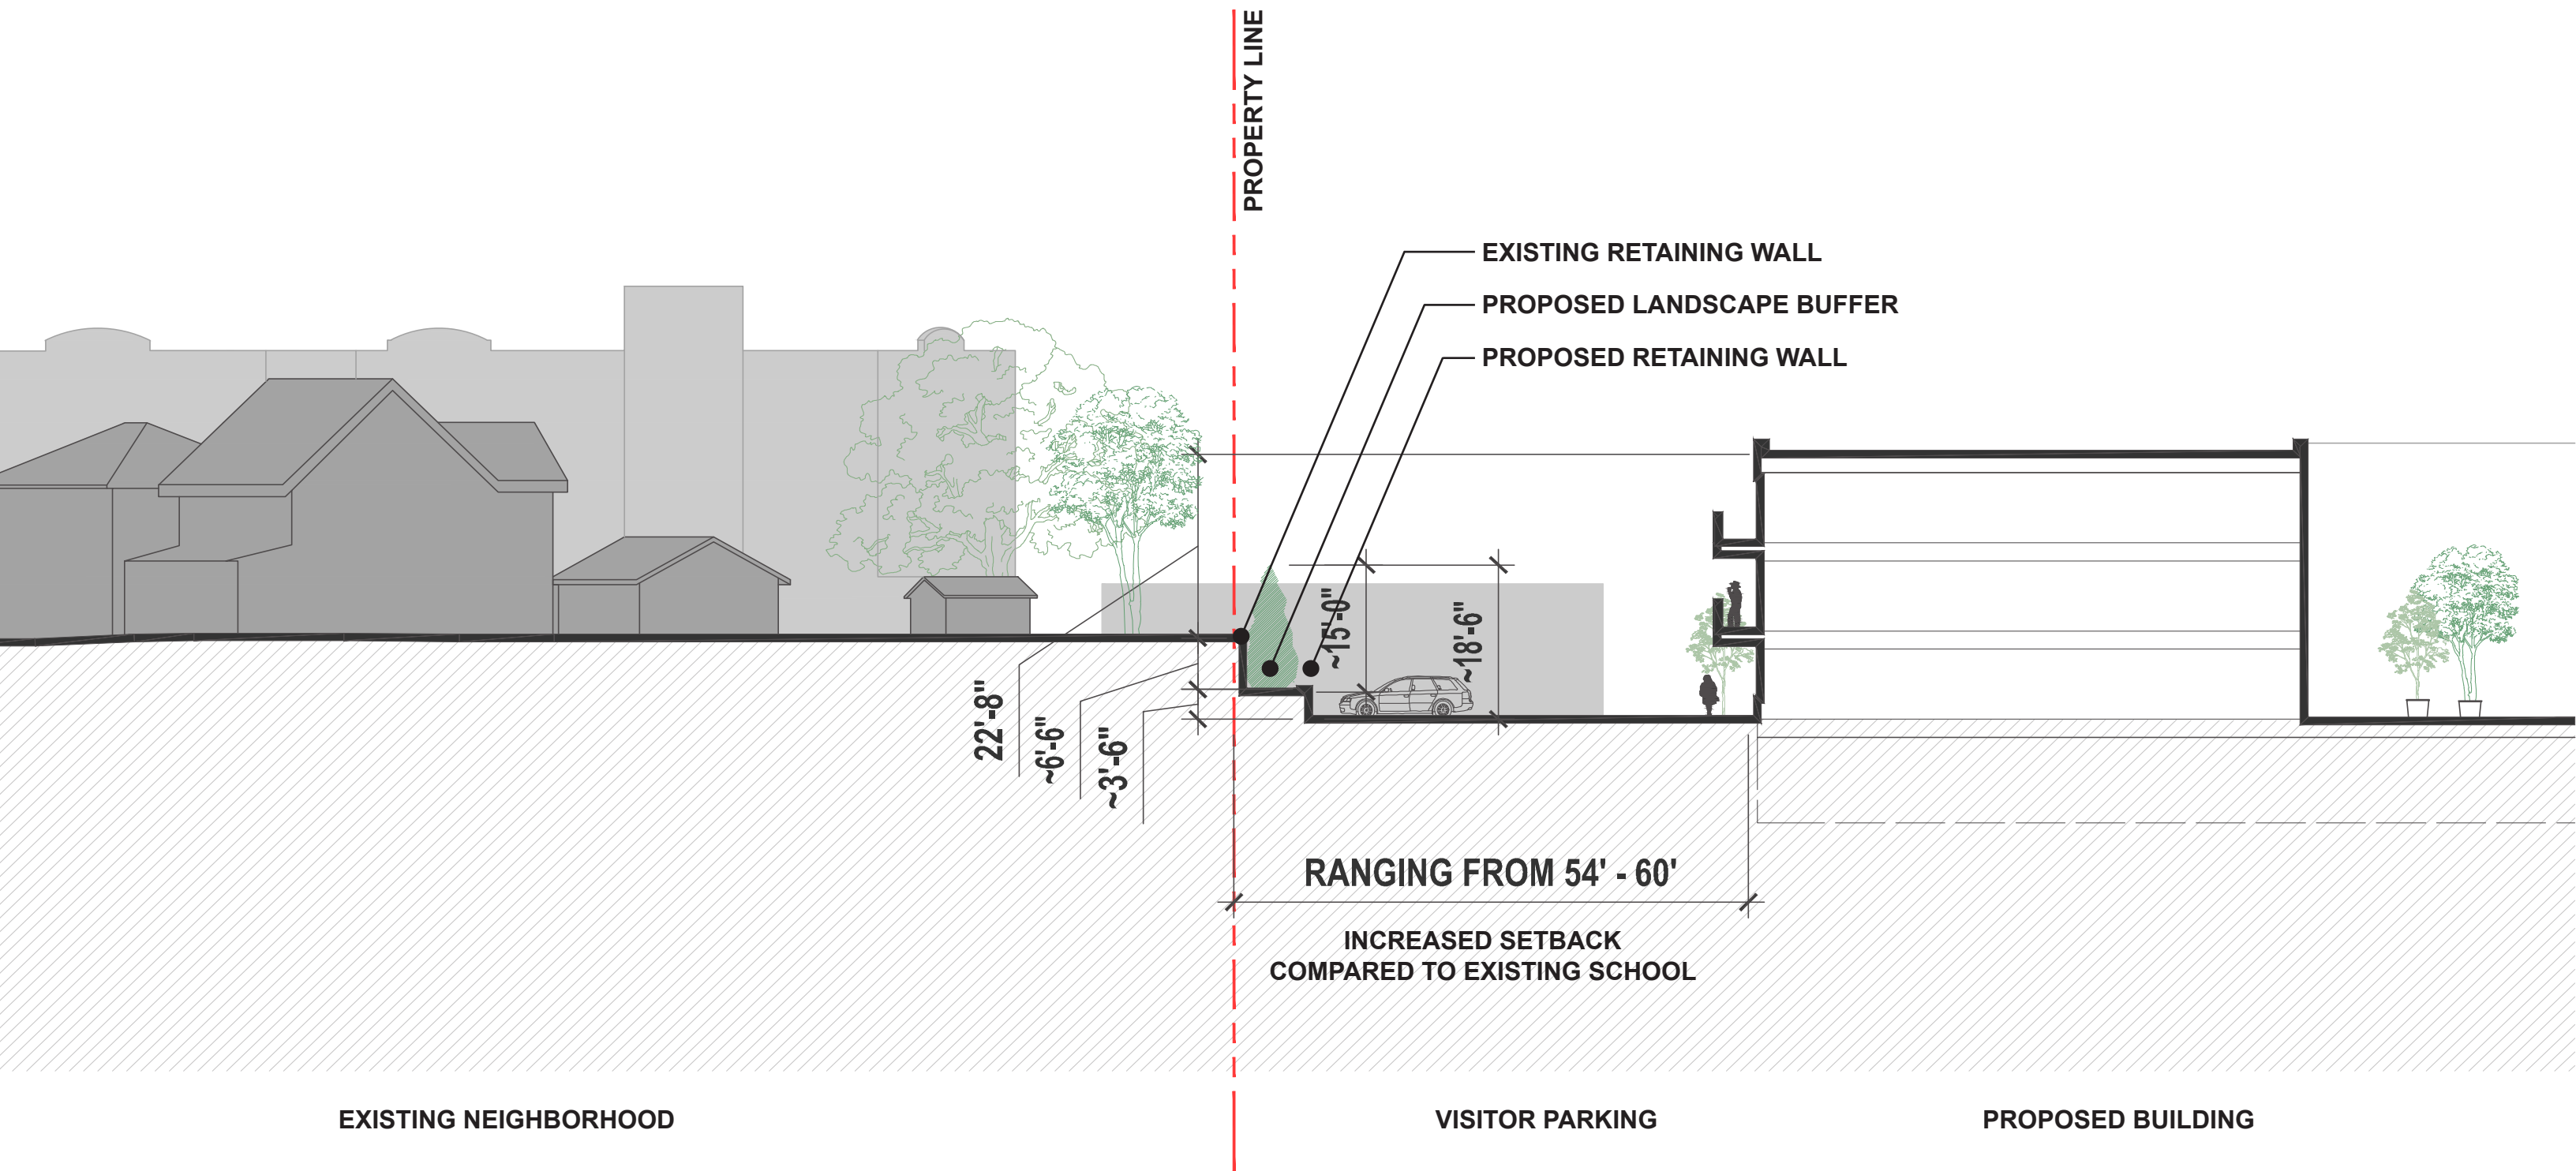 PROPERTY LINE
EXISTING RETAINING WALL
PROPOSED LANDSCAPE BUFFER
PROPOSED RETAINING WALL
~15'-0"
~18'-6"
22'-8"
~6'-6"
~3'-6"
RANGING FROM 54' - 60'
INCREASED SETBACK
COMPARED TO EXISTING SCHOOL
EXISTING NEIGHBORHOOD
VISITOR PARKING
PROPOSED BUILDING